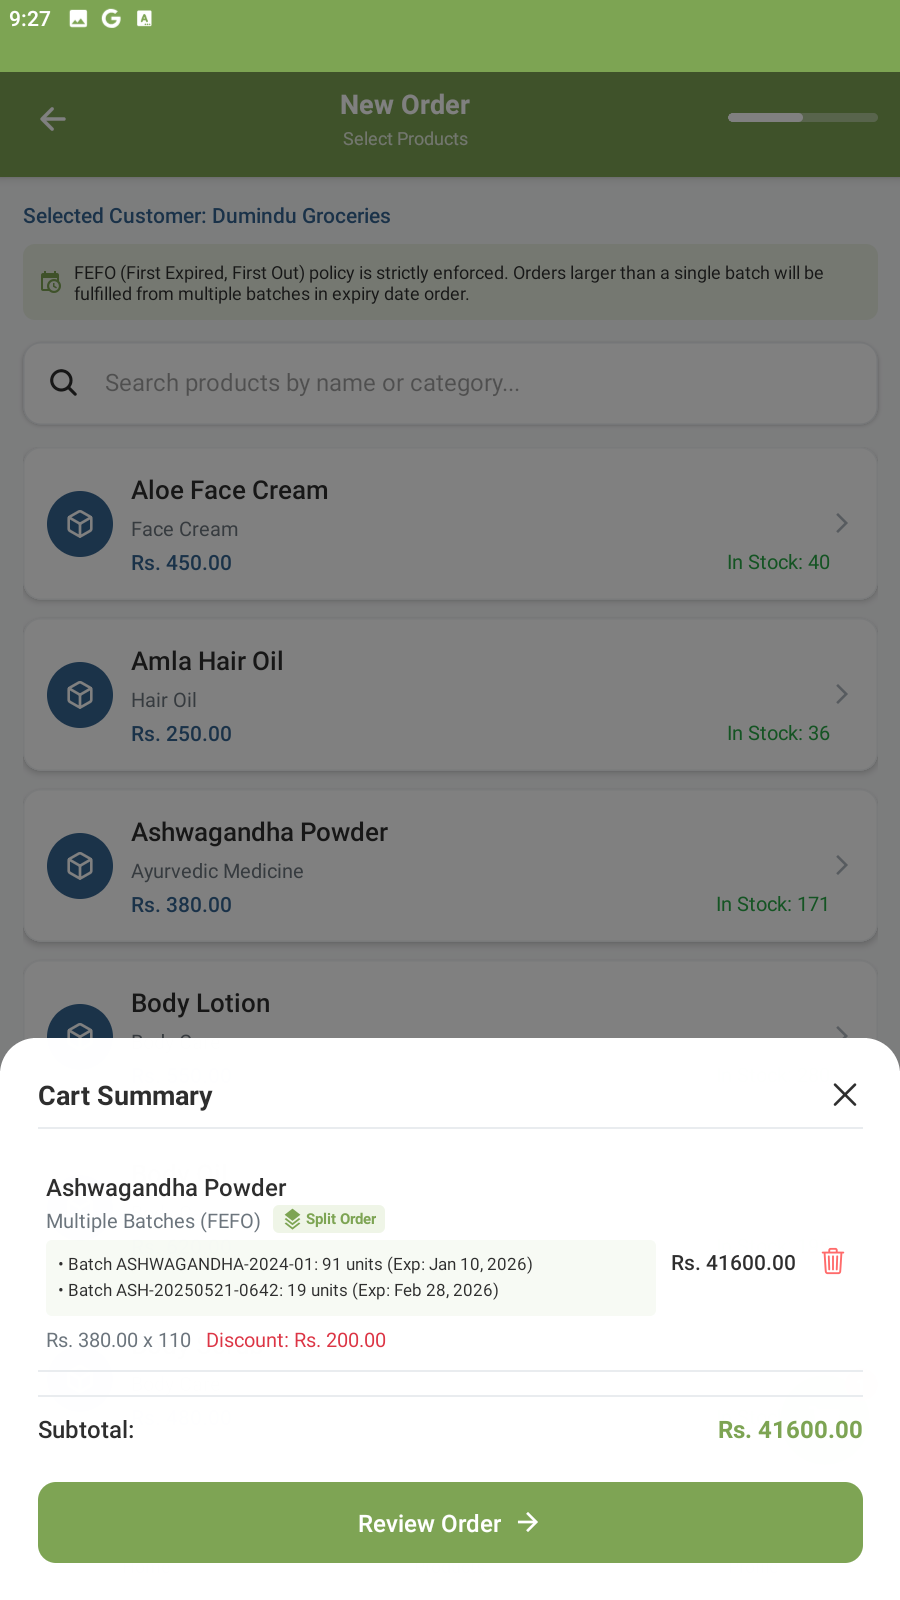 9:27
New Order
Select Products
Selected Customer: Dumindu Groceries
FEFO (First Expired, First Out) policy is strictly enforced. Orders larger than a single batch will be
fulfilled from multiple batches in expiry date order.
Search products by name or category...
Aloe Face Cream
Face Cream
Rs. 450.00
In Stock: 40
Amla Hair Oil
Hair Oil
Rs. 250.00
In Stock: 36
Ashwagandha Powder
Ayurvedic Medicine
Rs. 380.00
In Stock: 171
Body Lotion
Cart Summary
Ashwagandha Powder
Multiple Batches (FEFO) Split Order
• Batch ASHWAGANDHA-2024-01: 91 units (Exp: Jan 10, 2026)
• Batch ASH-20250521-0642: 19 units (Exp: Feb 28, 2026)
Rs. 41600.00
Rs. 380.00 x 110 Discount: Rs. 200.00
Subtotal: Rs. 41600.00
Review Order